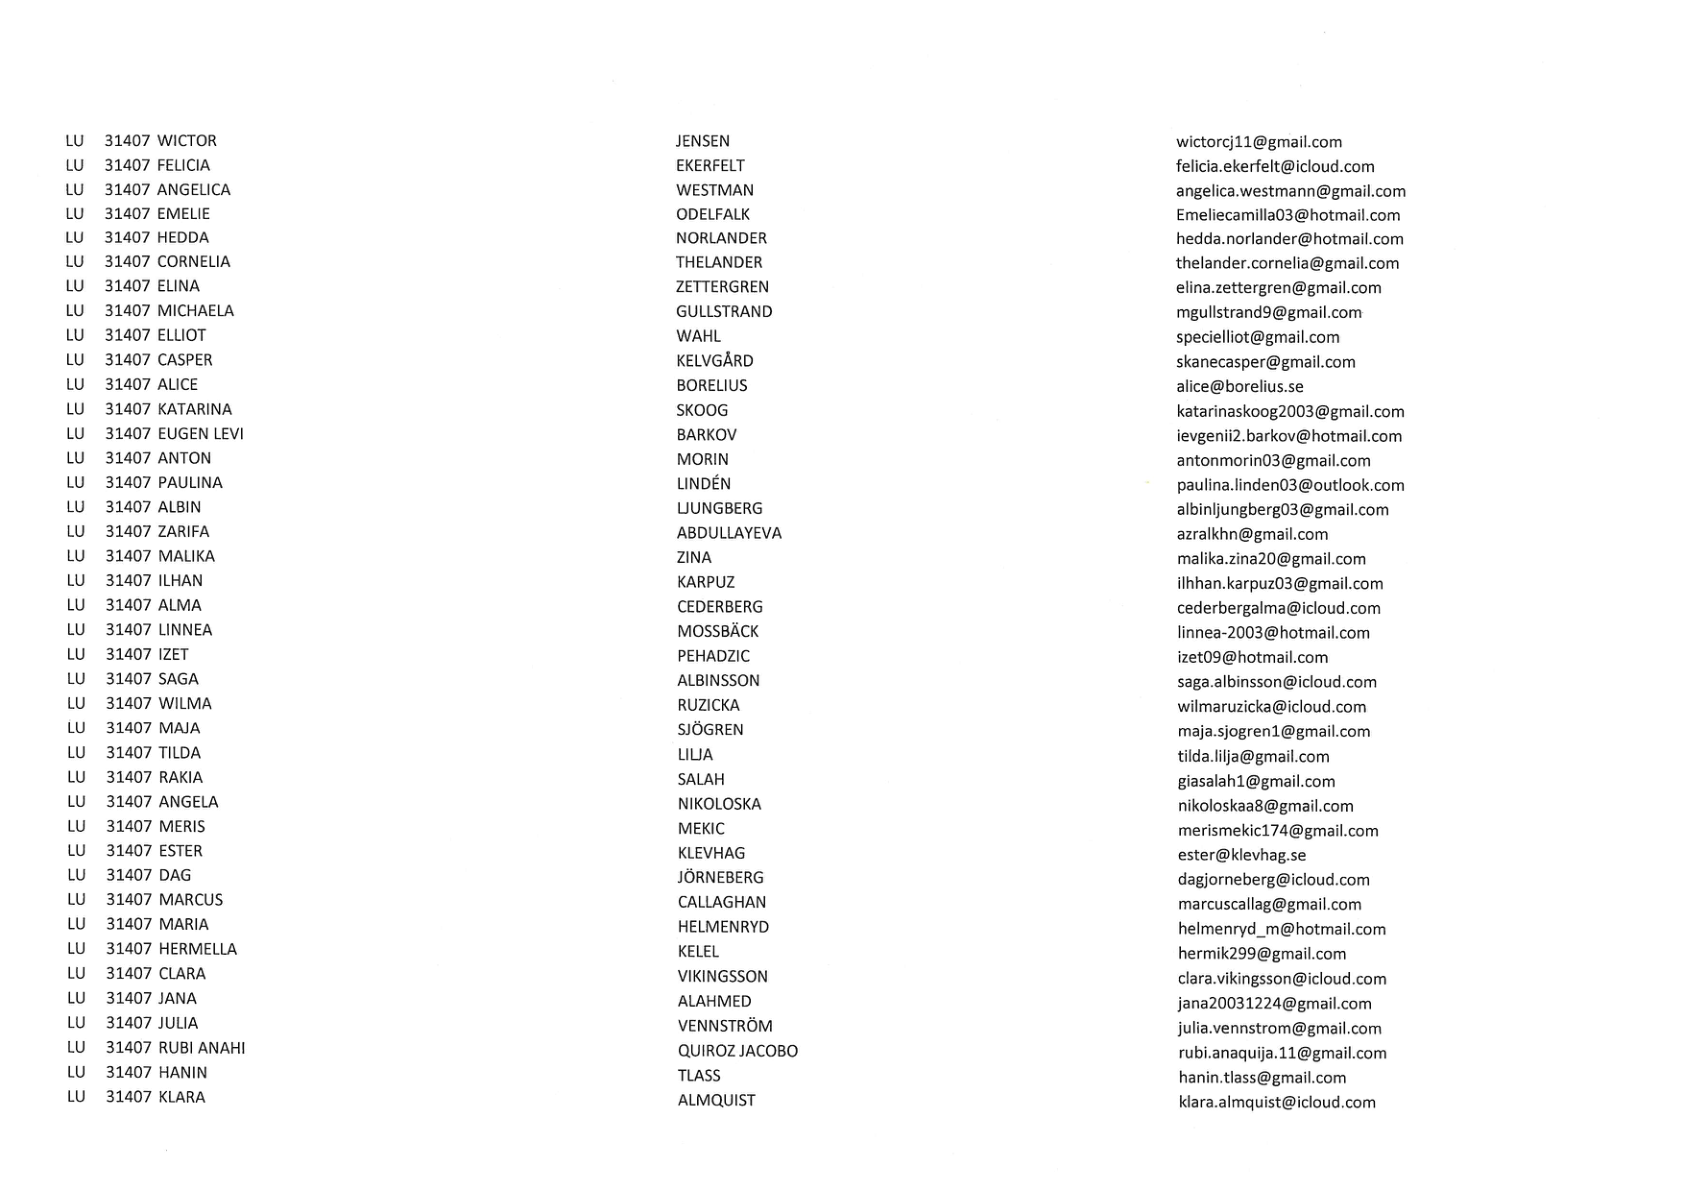 LU 31407 WICTOR JENSEN wictorcj11@gmail.com
LU 31407 FELICIA EKERFELT felicia.ekerfelt@icloud.com
LU 31407 ANGELICA WESTMAN angelica.westmann@gmail.com
LU 31407 EMELIE ODELFALK Emeliecamilla03@hotmail.com
LU 31407 HEDDA NORLANDER hedda.norlander@hotmail.com
LU 31407 CORNELIA THELANDER thelander.cornelia@gmail.com
LU 31407 ELINA ZETTERGREN elina.zettergren@gmail.com
LU 31407 MICHAELA GULLSTRAND mgullstrand9@gmail.com
LU 31407 ELLIOT WAHL specielliot@gmail.com
LU 31407 CASPER KELVGÅRD skanecasper@gmail.com
LU 31407 ALICE BORELIUS alice@borelius.se
LU 31407 KATARINA SKOOG katarinaskoog2003@gmail.com
LU 31407 EUGEN LEVI BARKOV ievgenii2.barkov@hotmail.com
LU 31407 ANTON MORIN antonmorin03@gmail.com
LU 31407 PAULINA LINDÉN paulina.linden03@outlook.com
LU 31407 ALBIN LJUNGBERG albinljungberg03@gmail.com
LU 31407 ZARIFA ABDULLAYEVA azralkhn@gmail.com
LU 31407 MALIKA ZINA malika.zina20@gmail.com
LU 31407 ILHAN KARPUZ ilhhan.karpuz03@gmail.com
LU 31407 ALMA CEDERBERG cederbergalma@icloud.com
LU 31407 LINNEA MOSSBÄCK linnea-2003@hotmail.com
LU 31407 IZET PEHADZIC izet09@hotmail.com
LU 31407 SAGA ALBINSSON saga.albinsson@icloud.com
LU 31407 WILMA RUZICKA wilmaruzicka@icloud.com
LU 31407 MAJA SJÖGREN maja.sjogren1@gmail.com
LU 31407 TILDA LILJA tilda.lilja@gmail.com
LU 31407 RAKIA SALAH giasalah1@gmail.com
LU 31407 ANGELA NIKOLOSKA nikoloskaa8@gmail.com
LU 31407 MERIS MEKIC merismekic174@gmail.com
LU 31407 ESTER KLEVHAG ester@klevhag.se
LU 31407 DAG JÖRNEBERG dagjorneberg@icloud.com
LU 31407 MARCUS CALLAGHAN marcuscallag@gmail.com
LU 31407 MARIA HELMENRYD helmenryd_m@hotmail.com
LU 31407 HERMELLA KELEL hermik299@gmail.com
LU 31407 CLARA VIKINGSSON clara.vikingsson@icloud.com
LU 31407 JANA ALAHMED jana20031224@gmail.com
LU 31407 JULIA VENNSTRÖM julia.vennstrom@gmail.com
LU 31407 RUBI ANAHI QUIROZ JACOBO rubi.anaquija.11@gmail.com
LU 31407 HANIN TLASS hanin.tlass@gmail.com
LU 31407 KLARA ALMQUIST klara.almquist@icloud.com